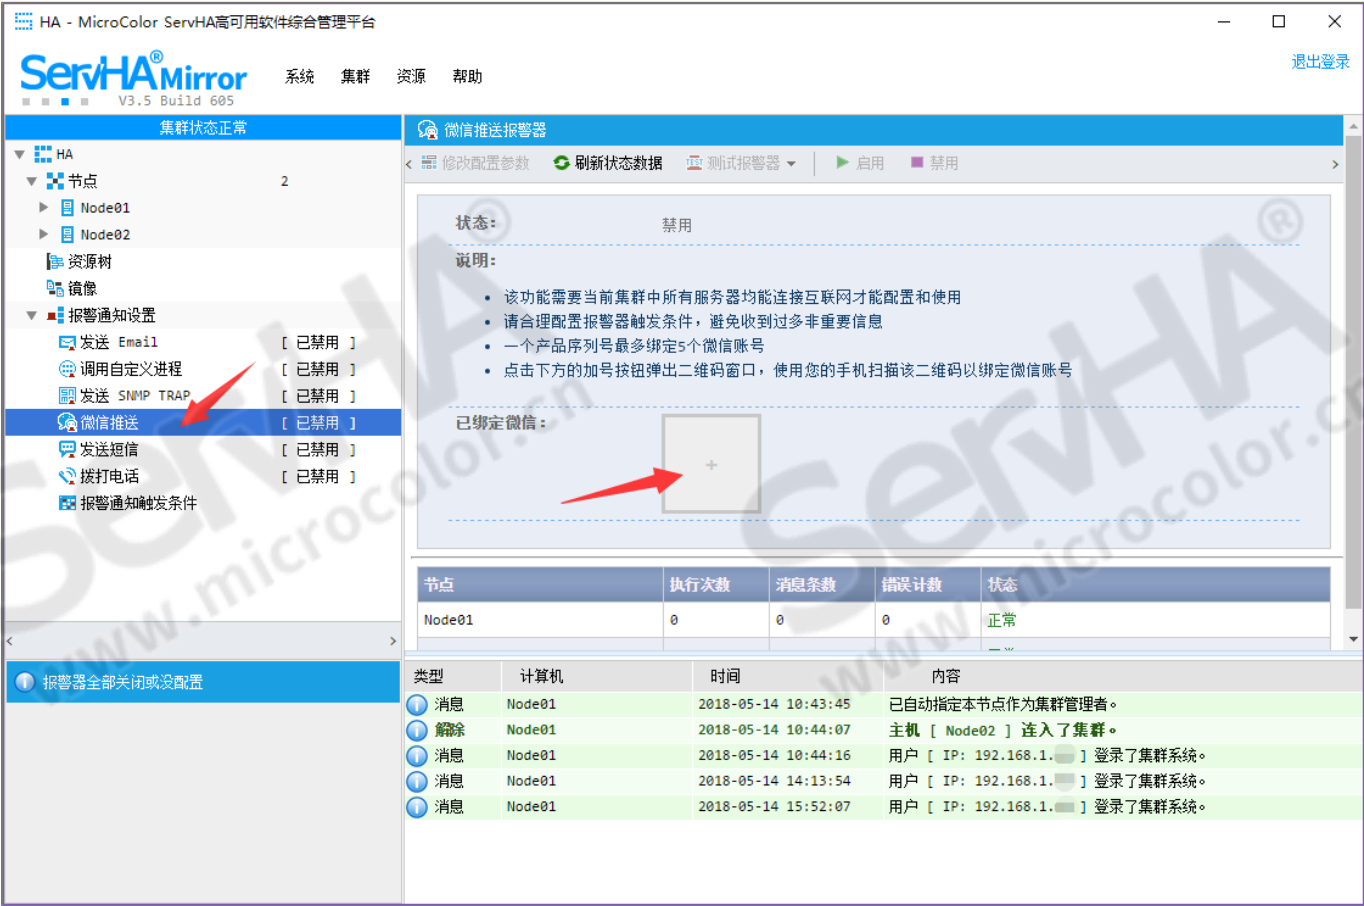 HA - MicroColor ServHA高可用软件综合管理平台
ServHA® Mirror
V3.5 Build 605
系统 集群 资源 帮助
退出登录
集群状态正常
HA
节点 2
Node01
Node02
资源树
镜像
报警通知设置
发送 Email [ 已禁用 ]
调用自定义进程 [ 已禁用 ]
发送 SNMP TRAP [ 已禁用 ]
微信推送 [ 已禁用 ]
发送短信 [ 已禁用 ]
拨打电话 [ 已禁用 ]
报警通知触发条件
报警器全部关闭或没配置
微信推送报警器
修改配置参数 刷新状态数据 TEST 测试报警器 启用 禁用
状态: 禁用
说明:
• 该功能需要当前集群中所有服务器均能连接互联网才能配置和使用
• 请合理配置报警器触发条件，避免收到过多非重要信息
• 一个产品序列号最多绑定5个微信账号
• 点击下方的加号按钮弹出二维码窗口，使用您的手机扫描该二维码以绑定微信账号
已绑定微信:
+
节点 执行次数 消息条数 错误计数 状态
Node01 0 0 0 正常
类型 计算机 时间 内容
消息 Node01 2018-05-14 10:43:45 已自动指定本节点作为集群管理者。
解除 Node01 2018-05-14 10:44:07 主机 [ Node02 ] 连入了集群。
消息 Node01 2018-05-14 10:44:16 用户 [ IP: 192.168.1. ] 登录了集群系统。
消息 Node01 2018-05-14 14:13:54 用户 [ IP: 192.168.1. ] 登录了集群系统。
消息 Node01 2018-05-14 15:52:07 用户 [ IP: 192.168.1. ] 登录了集群系统。
ServHA®
www.microcolor.cn
ServHA®
www.microcolor.c